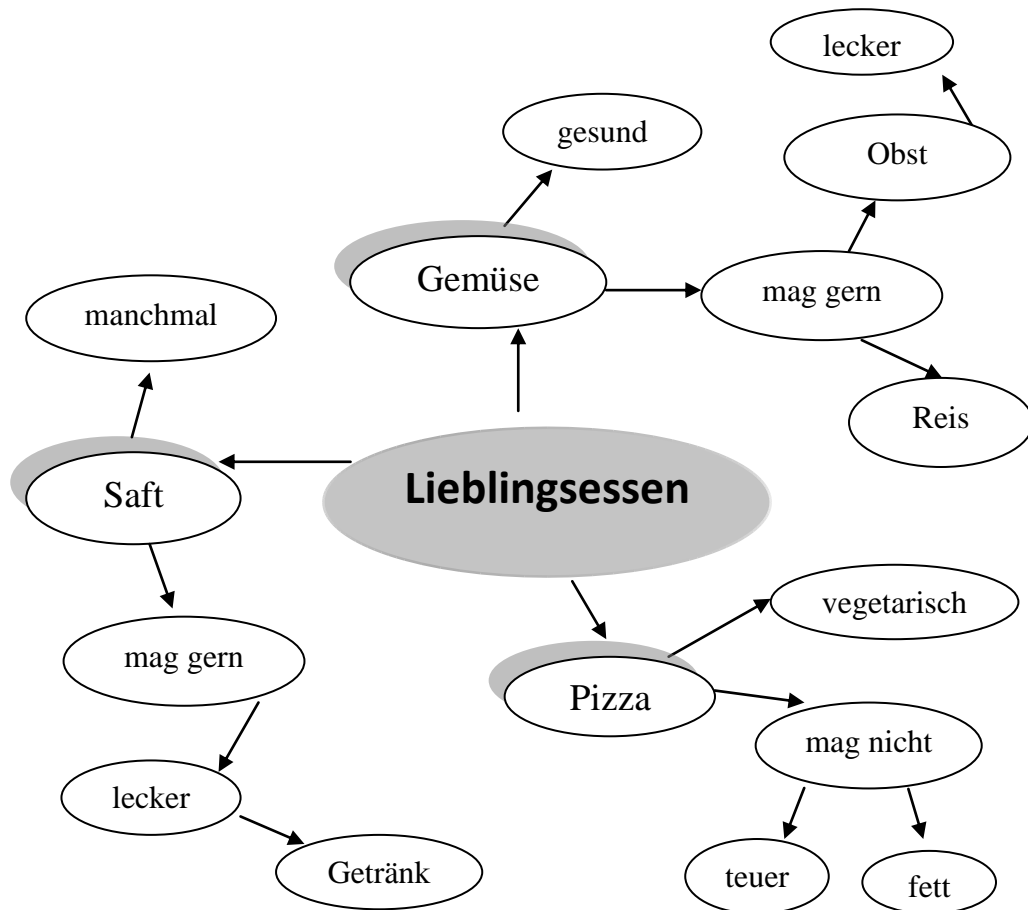 lecker
gesund
Obst
Gemüse
mag gern
manchmal
Reis
Lieblingsessen
Saft
vegetarisch
mag gern
Pizza
mag nicht
lecker
Getränk
teuer
fett